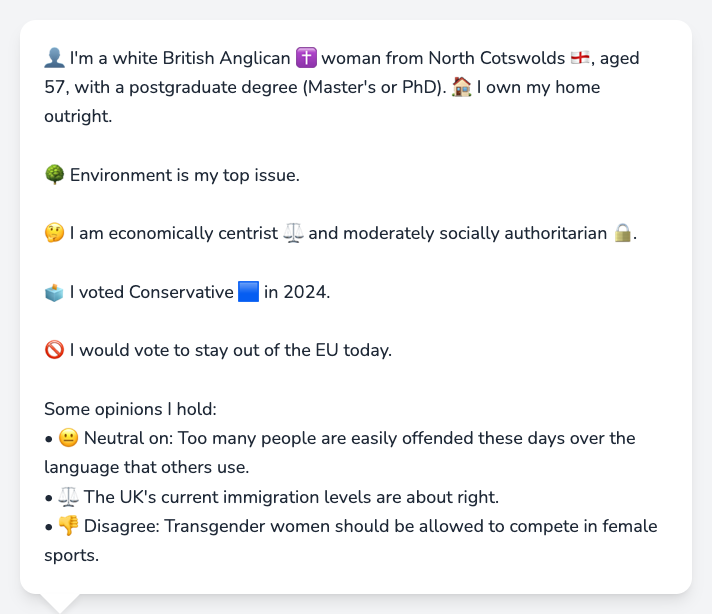 👤 I'm a white British Anglican ✝️ woman from North Cotswolds 🏴󠁧󠁢󠁥󠁮󠁧󠁿, aged
57, with a postgraduate degree (Master's or PhD). 🏠 I own my home
outright.
🌳 Environment is my top issue.
🤔 I am economically centrist ⚖️ and moderately socially authoritarian 🔒.
🗳️ I voted Conservative 🟦 in 2024.
🚫 I would vote to stay out of the EU today.
Some opinions I hold:
• 😐 Neutral on: Too many people are easily offended these days over the
language that others use.
• ⚖️ The UK's current immigration levels are about right.
• 👎 Disagree: Transgender women should be allowed to compete in female
sports.